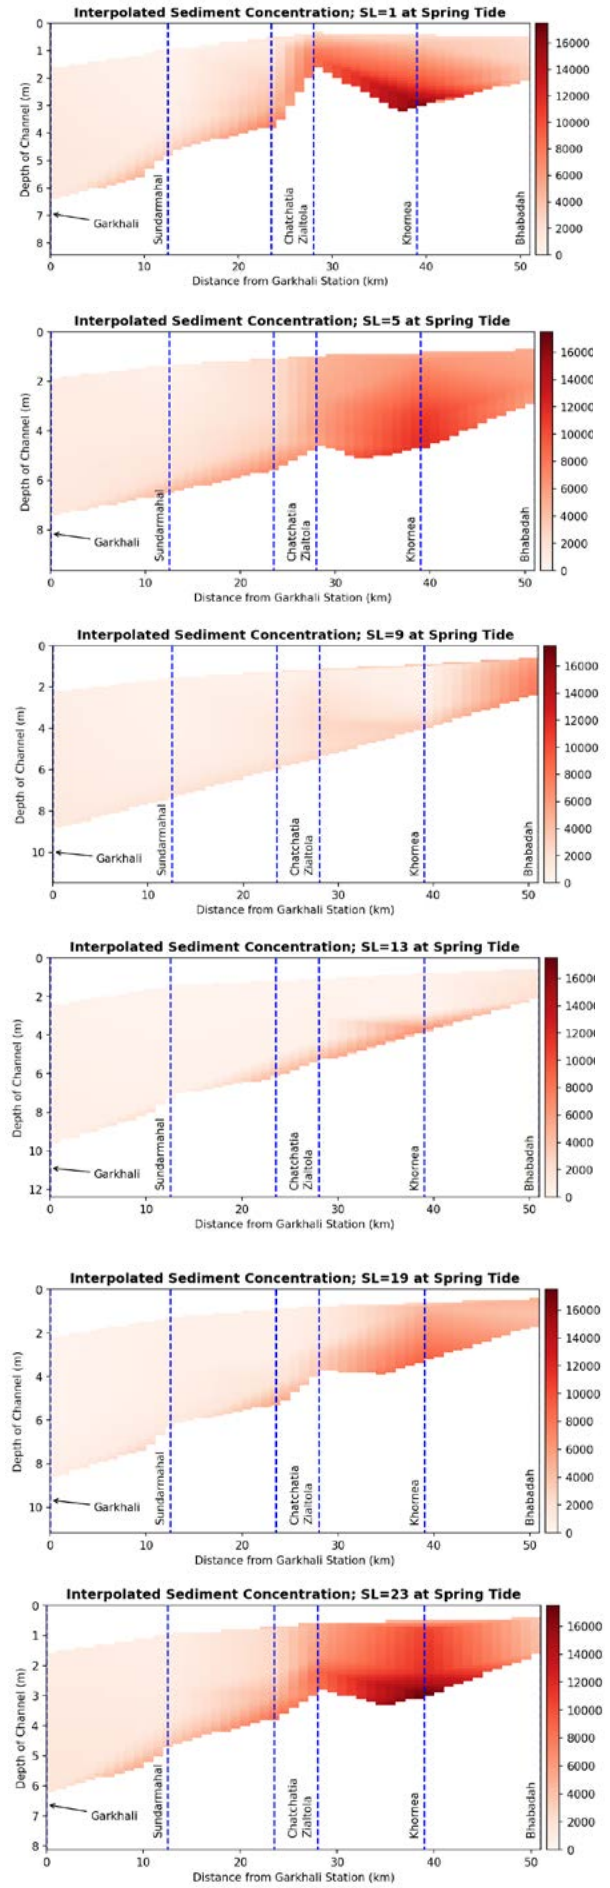 Interpolated Sediment Concentration; SL=1 at Spring Tide
Depth of Channel (m)
0
1
2
3
4
5
6
7
8
Garkhali
Sundarmahal
Chatchatia
Zialtola
Khornea
Bhabadah
0 10 20 30 40 50
Distance from Garkhali Station (km)
16000
14000
12000
10000
8000
6000
4000
2000
0
Interpolated Sediment Concentration; SL=5 at Spring Tide
Depth of Channel (m)
0
2
4
6
8
Garkhali
Sundarmahal
Chatchatia
Zialtola
Khornea
Bhabadah
0 10 20 30 40 50
Distance from Garkhali Station (km)
16000
14000
12000
10000
8000
6000
4000
2000
0
Interpolated Sediment Concentration; SL=9 at Spring Tide
Depth of Channel (m)
0
2
4
6
8
10
Garkhali
Sundarmahal
Chatchatia
Zialtola
Khornea
Bhabadah
0 10 20 30 40 50
Distance from Garkhali Station (km)
16000
14000
12000
10000
8000
6000
4000
2000
0
Interpolated Sediment Concentration; SL=13 at Spring Tide
Depth of Channel (m)
0
2
4
6
8
10
12
Garkhali
Sundarmahal
Chatchatia
Zialtola
Khornea
Bhabadah
0 10 20 30 40 50
Distance from Garkhali Station (km)
16000
14000
12000
10000
8000
6000
4000
2000
0
Interpolated Sediment Concentration; SL=19 at Spring Tide
Depth of Channel (m)
0
2
4
6
8
10
Garkhali
Sundarmahal
Chatchatia
Zialtola
Khornea
Bhabadah
0 10 20 30 40 50
Distance from Garkhali Station (km)
16000
14000
12000
10000
8000
6000
4000
2000
0
Interpolated Sediment Concentration; SL=23 at Spring Tide
Depth of Channel (m)
0
1
2
3
4
5
6
7
8
Garkhali
Sundarmahal
Chatchatia
Zialtola
Khornea
Bhabadah
0 10 20 30 40 50
Distance from Garkhali Station (km)
16000
14000
12000
10000
8000
6000
4000
2000
0